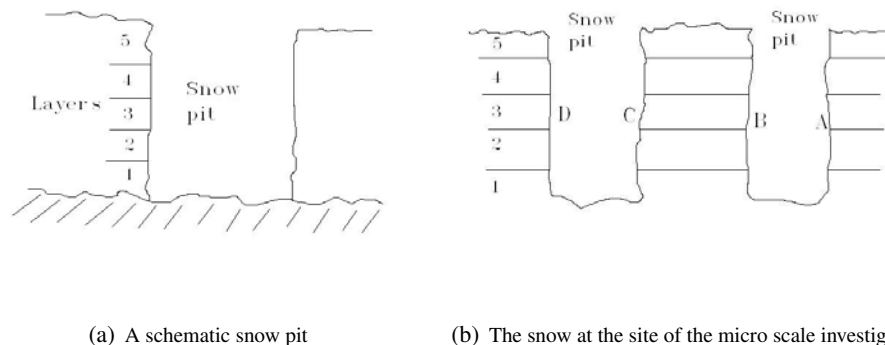 5
4
Layers
3
2
1
Snow
pit
Snow
pit
Snow
pit
5
4
3
2
1
D
C
B
A
(a) A schematic snow pit
(b) The snow at the site of the micro scale investig